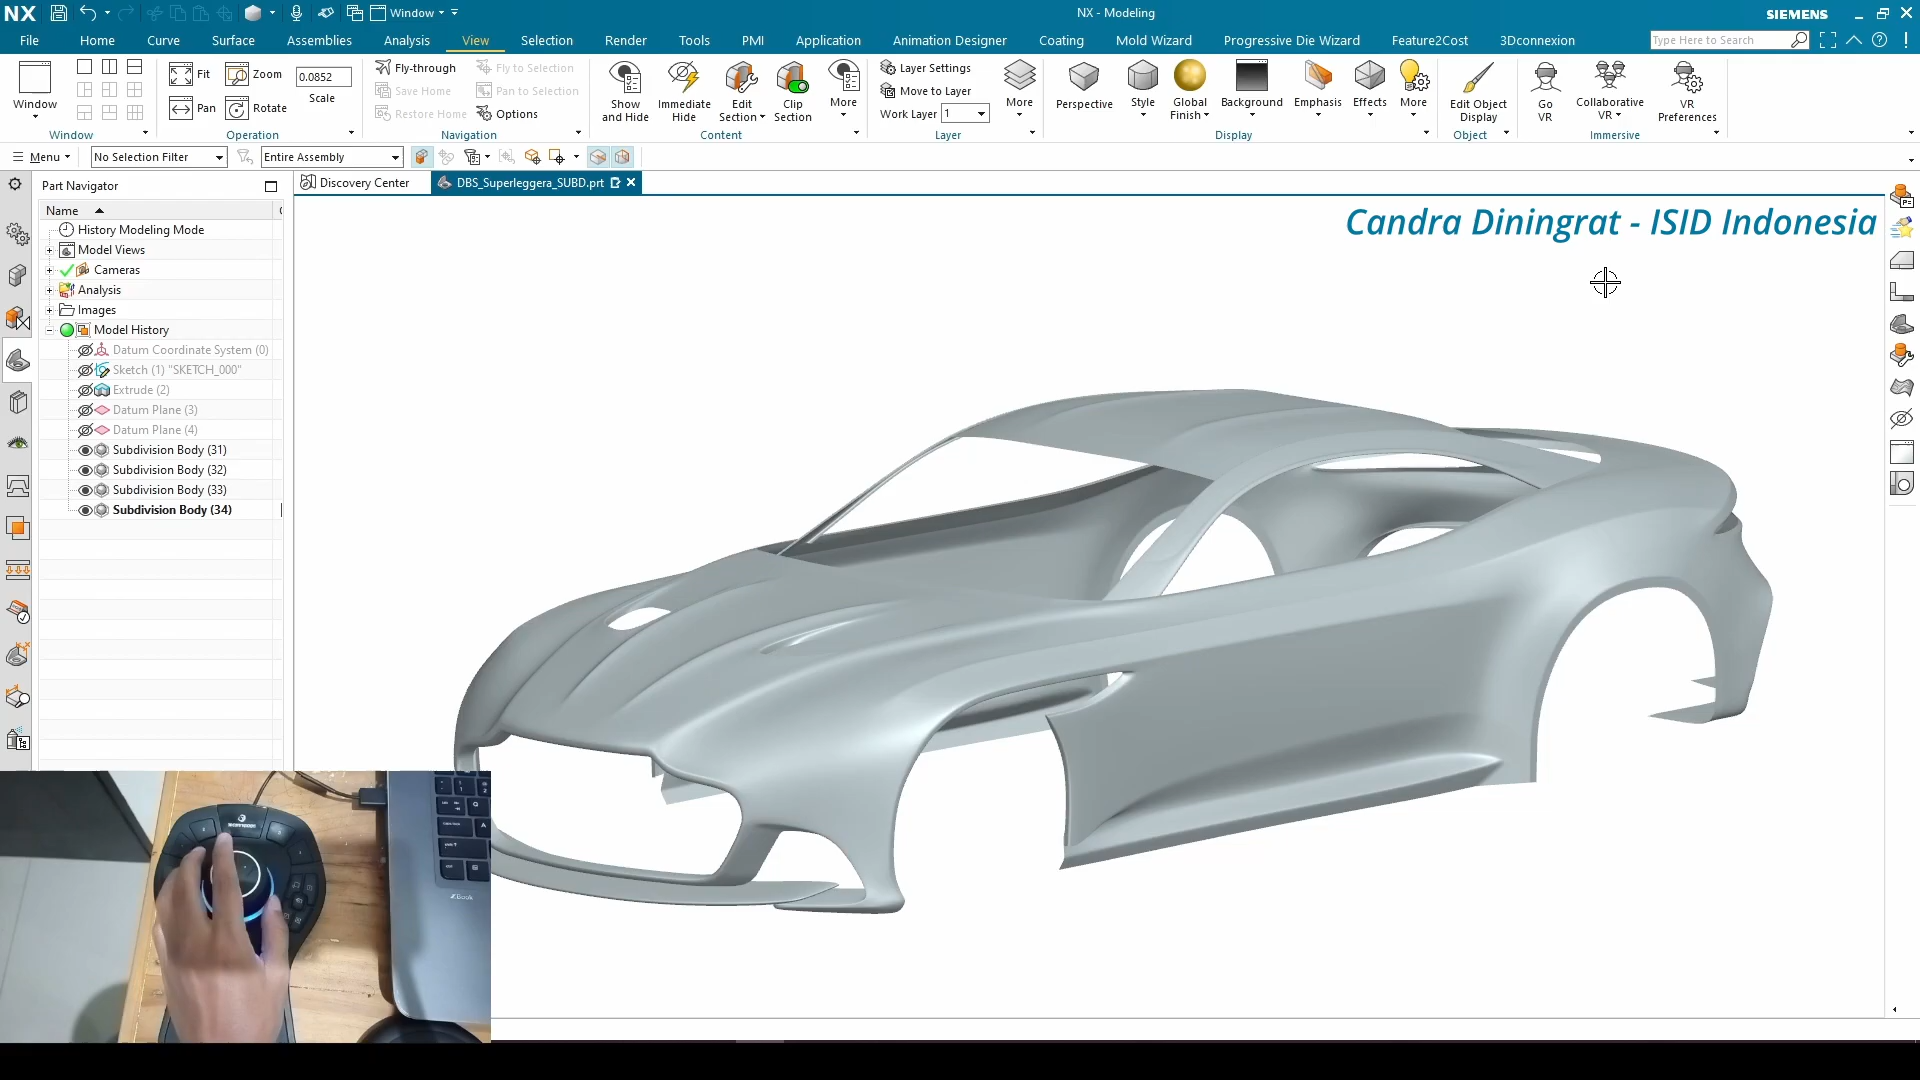 NX
Window
NX - Modeling
SIEMENS
File Home Curve Surface Assemblies Analysis View Selection Render Tools PMI Application Animation Designer Coating Mold Wizard Progressive Die Wizard Feature2Cost 3Dconnexion
Type Here to Search
Window
Window
Fit
Pan
Zoom
Rotate
0.0852
Scale
Operation
Fly-through
Save Home
Restore Home
Fly to Selection
Pan to Selection
Options
Navigation
Show and Hide
Immediate Hide
Edit Section
Clip Section
More
Content
Layer Settings
Move to Layer
Work Layer 1
More
Layer
Perspective
Style
Global Finish
Background
Emphasis
Effects
More
Display
Edit Object Display
Object
Go VR
Collaborative VR
VR Preferences
Immersive
Menu
No Selection Filter
Entire Assembly
Part Navigator
Discovery Center
DBS_Superleggera_SUBD.prt
Candra Diningrat - ISID Indonesia
Name
History Modeling Mode
Model Views
Cameras
Analysis
Images
Model History
Datum Coordinate System (0)
Sketch (1) "SKETCH_000"
Extrude (2)
Datum Plane (3)
Datum Plane (4)
Subdivision Body (31)
Subdivision Body (32)
Subdivision Body (33)
Subdivision Body (34)
ZBook